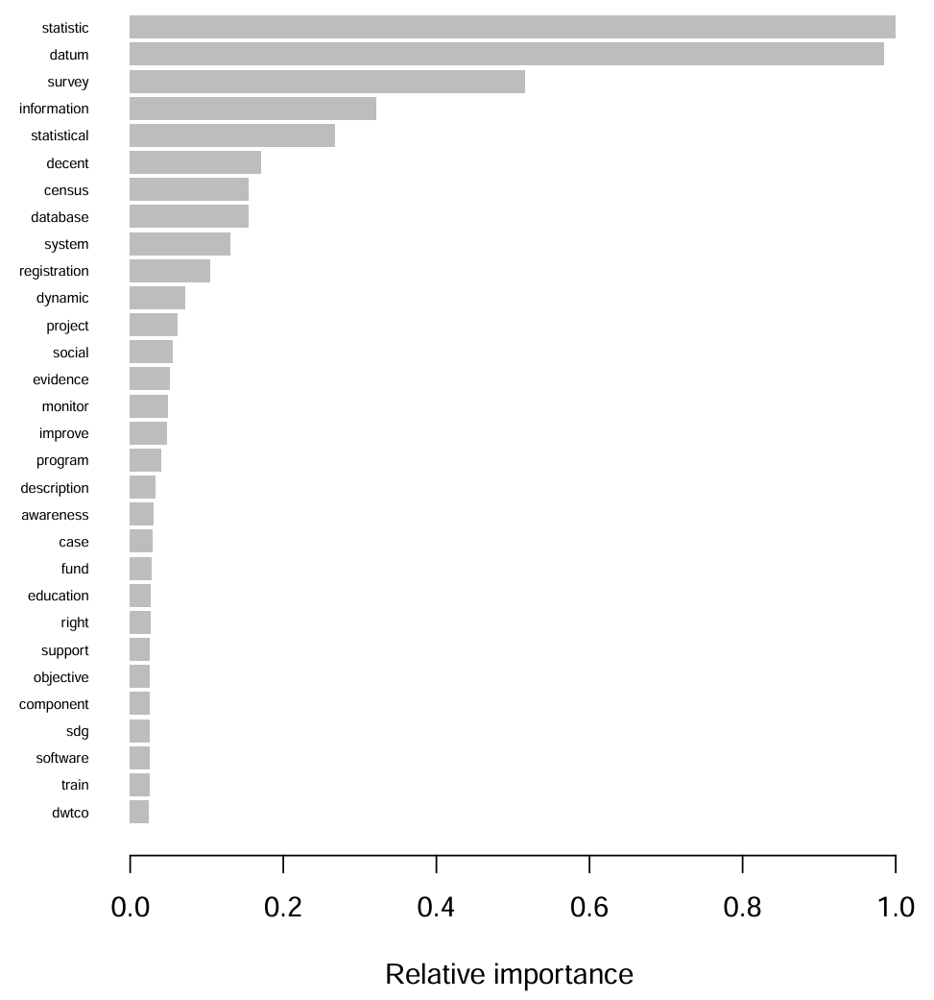 statistic
datum
survey
information
statistical
decent
census
database
system
registration
dynamic
project
social
evidence
monitor
improve
program
description
awareness
case
fund
education
right
support
objective
component
sdg
software
train
dwtco
0.0 0.2 0.4 0.6 0.8 1.0
Relative importance